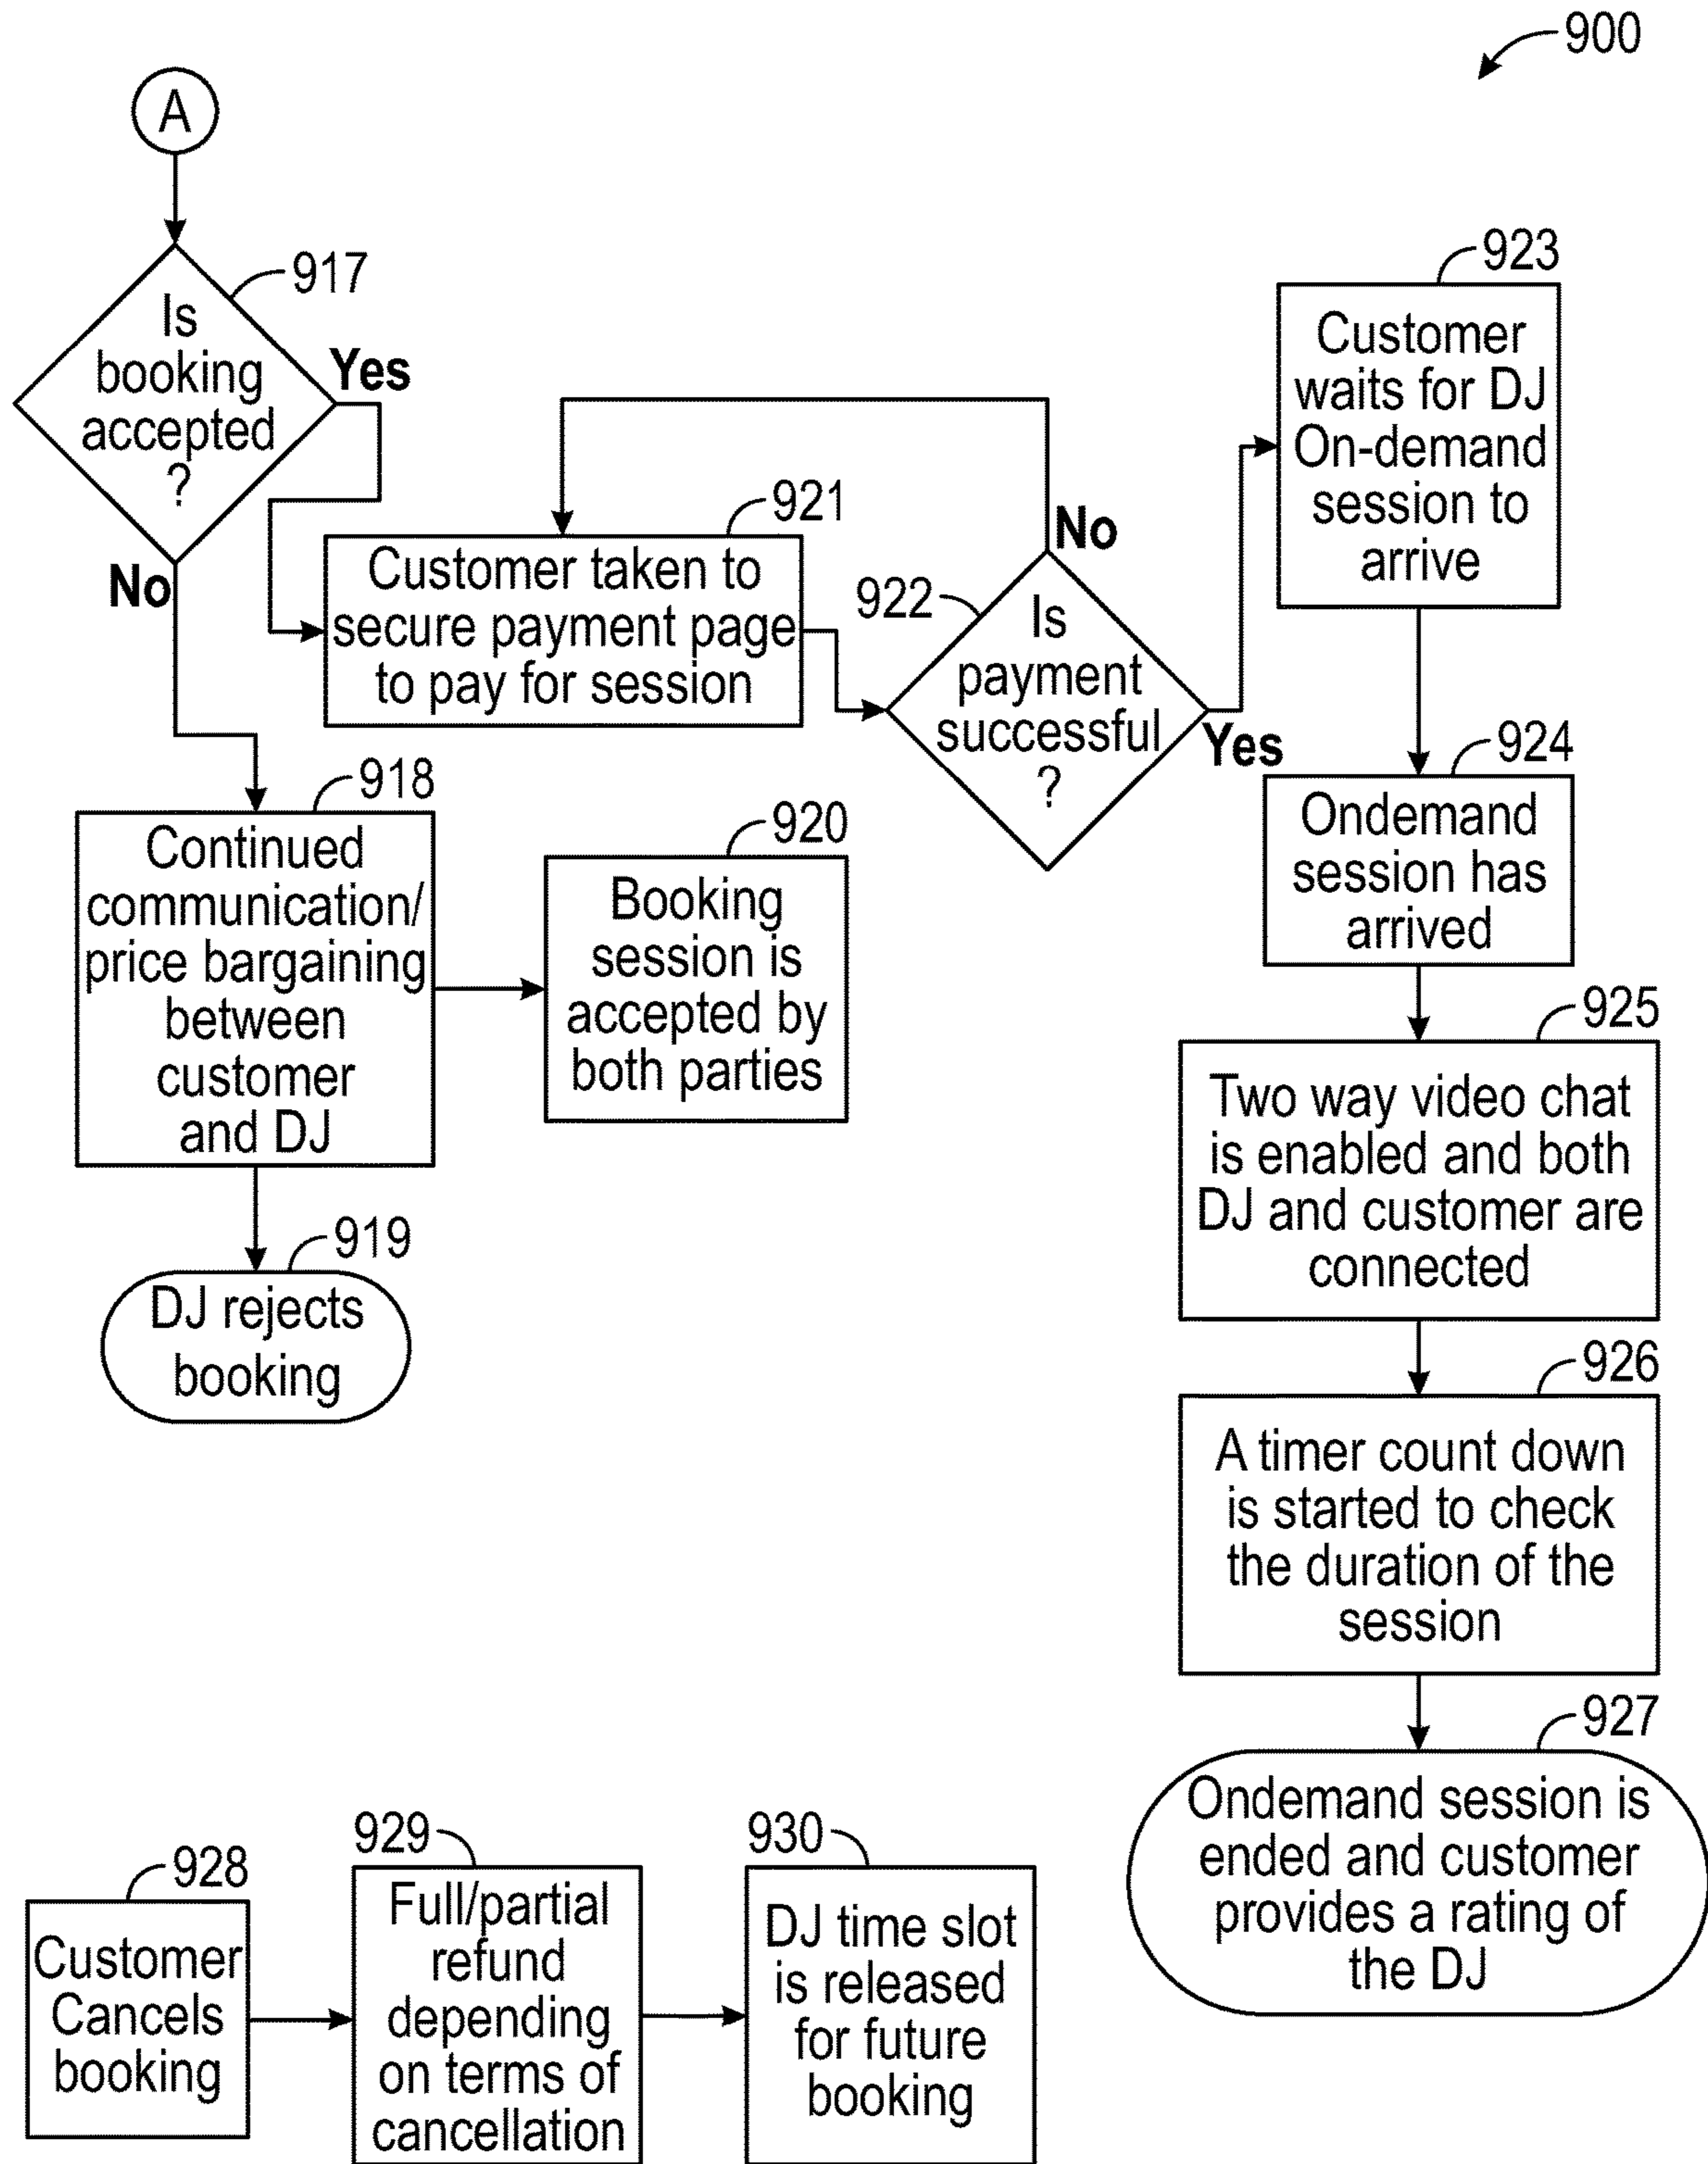 900
A
917
Is
booking
accepted
?
Yes
No
921
Customer taken to
secure payment page
to pay for session
922
Is
payment
successful
?
No
Yes
923
Customer
waits for DJ
On-demand
session to
arrive
918
Continued
communication/
price bargaining
between
customer
and DJ
920
Booking
session is
accepted by
both parties
919
DJ rejects
booking
924
Ondemand
session has
arrived
925
Two way video chat
is enabled and both
DJ and customer are
connected
926
A timer count down
is started to check
the duration of the
session
927
Ondemand session is
ended and customer
provides a rating of
the DJ
928
Customer
Cancels
booking
929
Full/partial
refund
depending
on terms of
cancellation
930
DJ time slot
is released
for future
booking